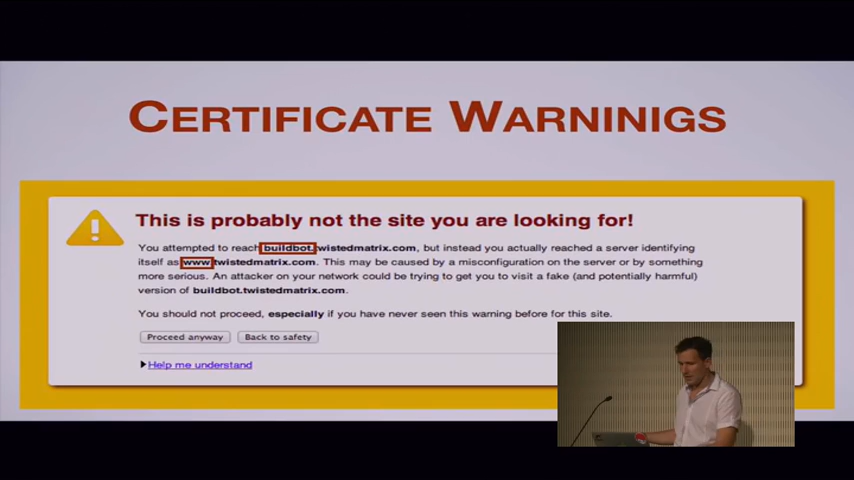 CERTIFICATE WARNINIGS
This is probably not the site you are looking for!
You attempted to reach buildbot.twistedmatrix.com, but instead you actually reached a server identifying
itself as www.twistedmatrix.com. This may be caused by a misconfiguration on the server or by something
more serious. An attacker on your network could be trying to get you to visit a fake (and potentially harmful)
version of buildbot.twistedmatrix.com.
You should not proceed, especially if you have never seen this warning before for this site.
Proceed anyway
Back to safety
Help me understand